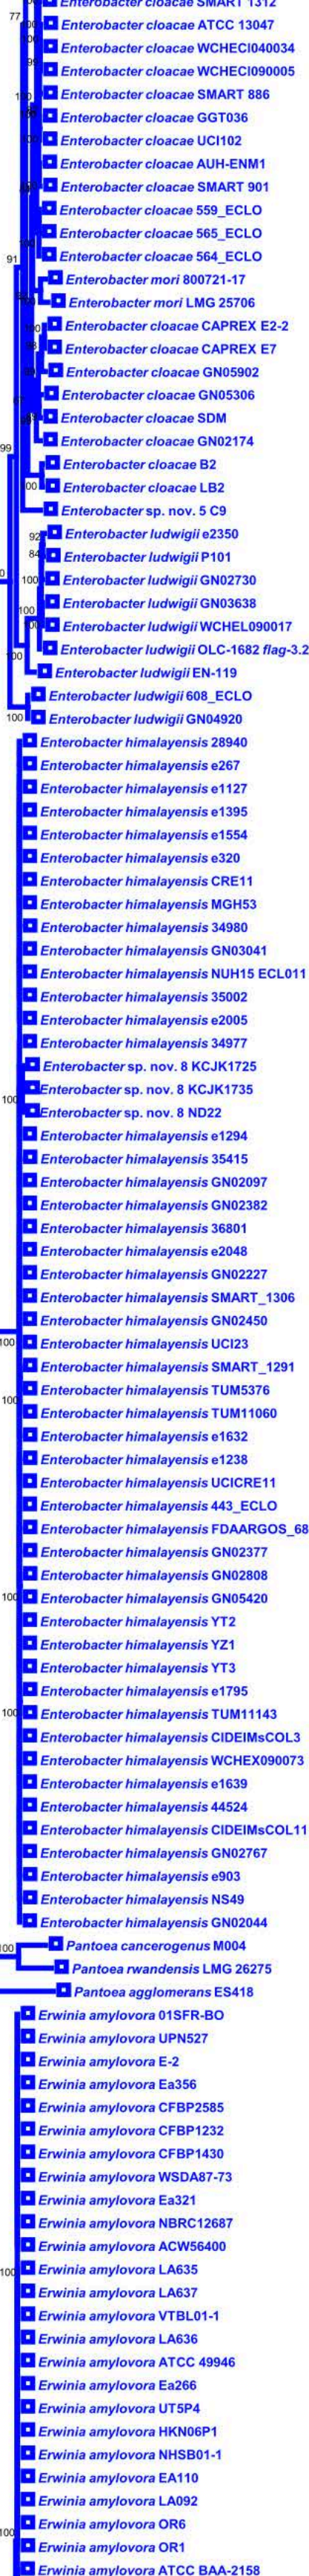 Enterobacter cloacae SMART 1312
77
Enterobacter cloacae ATCC 13047
Enterobacter cloacae WCHECl040034
Enterobacter cloacae WCHECl090005
Enterobacter cloacae SMART 886
Enterobacter cloacae GGT036
Enterobacter cloacae UCI102
Enterobacter cloacae AUH-ENM1
Enterobacter cloacae SMART 901
Enterobacter cloacae 559_ECLO
Enterobacter cloacae 565_ECLO
Enterobacter cloacae 564_ECLO
91
Enterobacter mori 800721-17
Enterobacter mori LMG 25706
Enterobacter cloacae CAPREX E2-2
Enterobacter cloacae CAPREX E7
Enterobacter cloacae GN05902
Enterobacter cloacae GN05306
Enterobacter cloacae SDM
Enterobacter cloacae GN02174
99
Enterobacter cloacae B2
Enterobacter cloacae LB2
100
Enterobacter sp. nov. 5 C9
Enterobacter ludwigii e2350
92
Enterobacter ludwigii P101
84
Enterobacter ludwigii GN02730
100
Enterobacter ludwigii GN03638
100
Enterobacter ludwigii WCHEL090017
Enterobacter ludwigii OLC-1682 flag-3.2
100
Enterobacter ludwigii EN-119
Enterobacter ludwigii 608_ECLO
Enterobacter ludwigii GN04920
100
Enterobacter himalayensis 28940
Enterobacter himalayensis e267
Enterobacter himalayensis e1127
Enterobacter himalayensis e1395
Enterobacter himalayensis e1554
Enterobacter himalayensis e320
Enterobacter himalayensis CRE11
Enterobacter himalayensis MGH53
Enterobacter himalayensis 34980
Enterobacter himalayensis GN03041
Enterobacter himalayensis NUH15 ECL011
Enterobacter himalayensis 35002
Enterobacter himalayensis e2005
Enterobacter himalayensis 34977
Enterobacter sp. nov. 8 KCJK1725
Enterobacter sp. nov. 8 KCJK1735
100
Enterobacter sp. nov. 8 ND22
Enterobacter himalayensis e1294
Enterobacter himalayensis 35415
Enterobacter himalayensis GN02097
Enterobacter himalayensis GN02382
Enterobacter himalayensis 36801
Enterobacter himalayensis e2048
Enterobacter himalayensis GN02227
Enterobacter himalayensis SMART_1306
Enterobacter himalayensis GN02450
Enterobacter himalayensis UCI23
100
Enterobacter himalayensis SMART_1291
Enterobacter himalayensis TUM5376
100
Enterobacter himalayensis TUM11060
Enterobacter himalayensis e1632
Enterobacter himalayensis e1238
Enterobacter himalayensis UCICRE11
Enterobacter himalayensis 443_ECLO
Enterobacter himalayensis FDAARGOS_68
Enterobacter himalayensis GN02377
Enterobacter himalayensis GN02808
Enterobacter himalayensis GN05420
100
Enterobacter himalayensis YT2
Enterobacter himalayensis YZ1
Enterobacter himalayensis YT3
Enterobacter himalayensis e1795
Enterobacter himalayensis TUM11143
100
Enterobacter himalayensis CIDEIMsCOL3
Enterobacter himalayensis WCHEX090073
Enterobacter himalayensis e1639
Enterobacter himalayensis 44524
Enterobacter himalayensis CIDEIMsCOL11
Enterobacter himalayensis GN02767
Enterobacter himalayensis e903
Enterobacter himalayensis NS49
Enterobacter himalayensis GN02044
100
Pantoea cancerogenus M004
Pantoea rwandensis LMG 26275
Pantoea agglomerans ES418
Erwinia amylovora 01SFR-BO
Erwinia amylovora UPN527
Erwinia amylovora E-2
Erwinia amylovora Ea356
Erwinia amylovora CFBP2585
Erwinia amylovora CFBP1232
Erwinia amylovora CFBP1430
Erwinia amylovora WSDA87-73
Erwinia amylovora Ea321
Erwinia amylovora NBRC12687
Erwinia amylovora ACW56400
Erwinia amylovora LA635
100
Erwinia amylovora LA637
Erwinia amylovora VTBL01-1
Erwinia amylovora LA636
Erwinia amylovora ATCC 49946
Erwinia amylovora Ea266
Erwinia amylovora UT5P4
Erwinia amylovora HKN06P1
Erwinia amylovora NHSB01-1
Erwinia amylovora EA110
Erwinia amylovora LA092
Erwinia amylovora OR6
100
Erwinia amylovora OR1
Erwinia amylovora ATCC BAA-2158